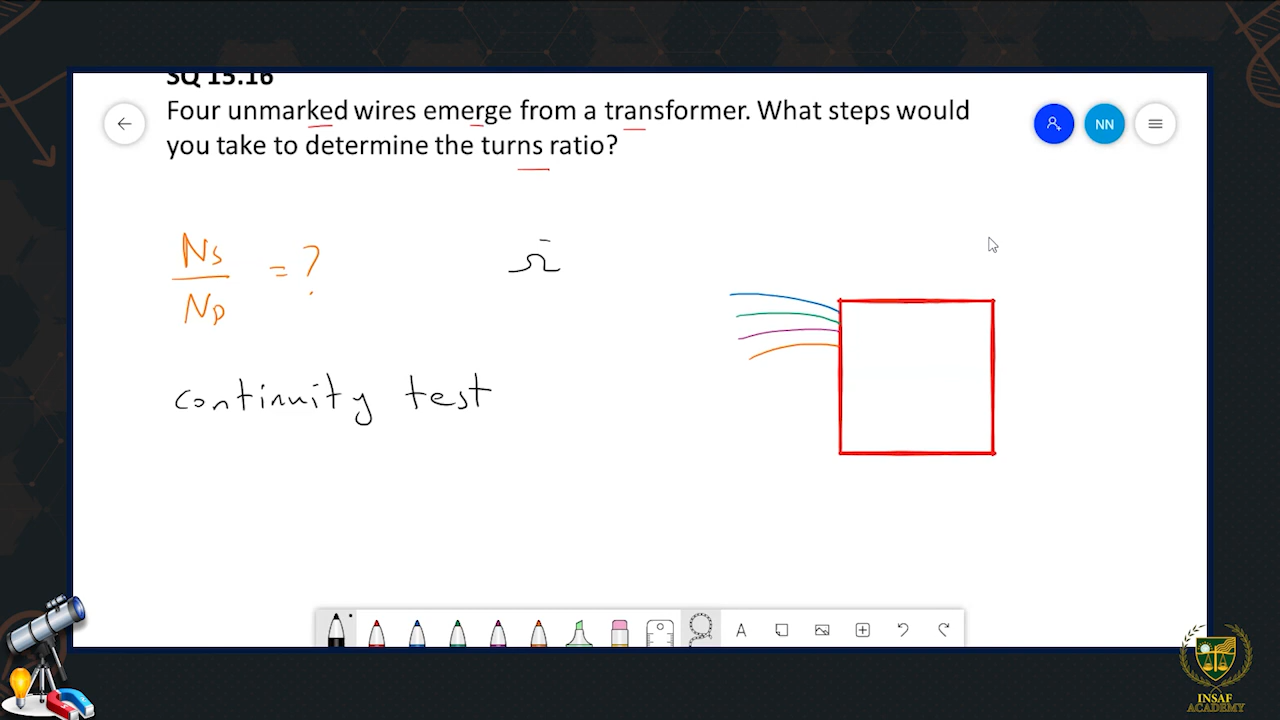 SQ 15.16
Four unmarked wires emerge from a transformer. What steps would
you take to determine the turns ratio?
NN
Ns
Np
= ?
Ω
continuity test
A
INSAF
ACADEMY